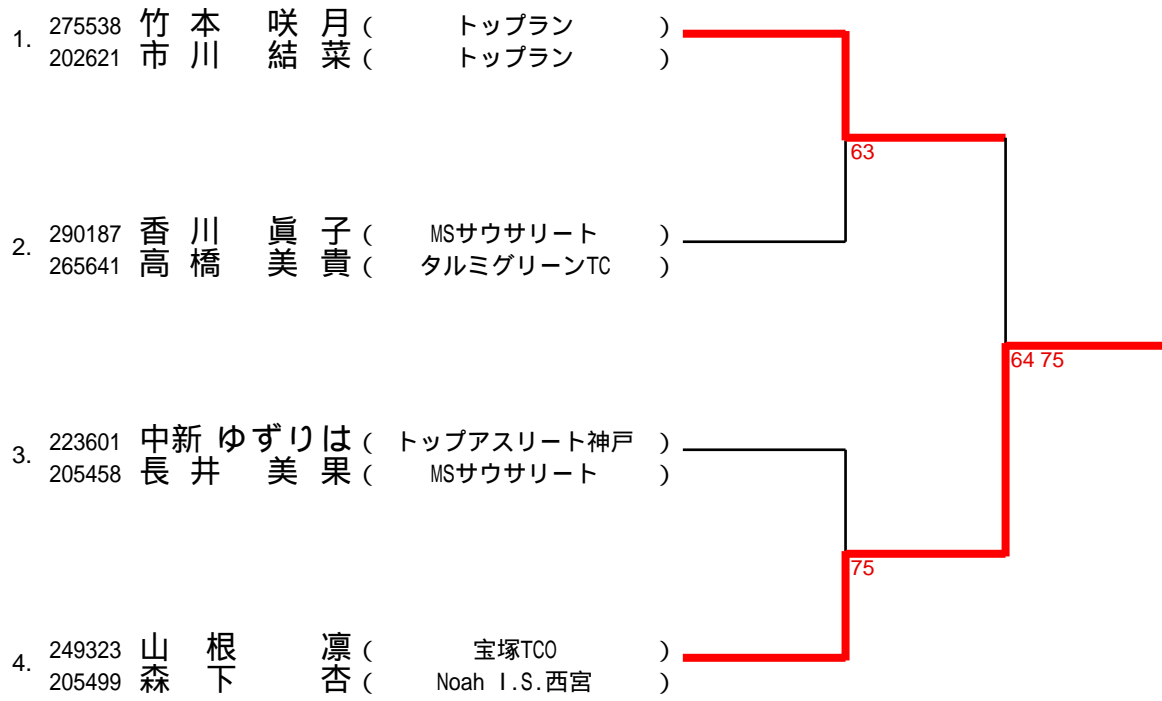 1. 275538 竹本 咲月 ( トップラン )
202621 市川 結菜 ( トップラン )
63
2. 290187 香川 眞子 ( MSサウサリート )
265641 高橋 美貴 ( タルミグリーンTC )
64 75
3. 223601 中新 ゆずりは ( トップアスリート神戸 )
205458 長井 美果 ( MSサウサリート )
75
4. 249323 山根 凛 ( 宝塚TCO )
205499 森下 杏 ( Noah I.S.西宮 )